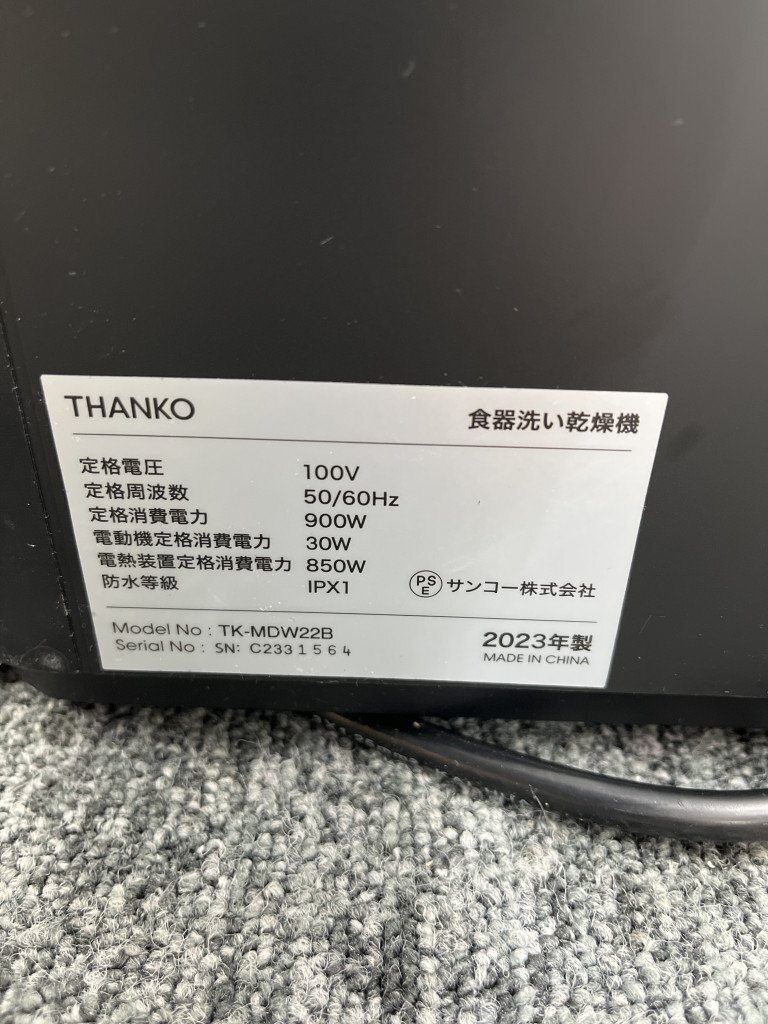 THANKO 食器洗い乾燥機
定格電圧 100V
定格周波数 50/60Hz
定格消費電力 900W
電動機定格消費電力 30W
電熱装置定格消費電力 850W
防水等級 IPX1 PSE サンコー株式会社
Model No : TK-MDW22B 2023年製
Serial No : SN: C2331564 MADE IN CHINA